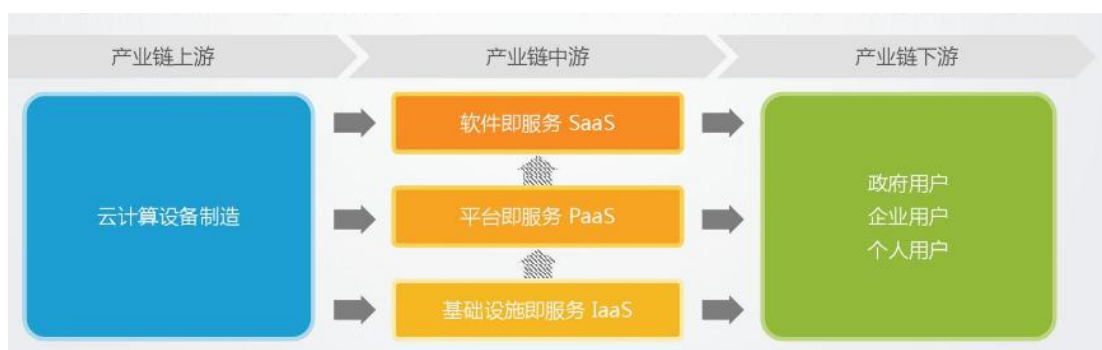 产业链上游
产业链中游
产业链下游
云计算设备制造
软件即服务 SaaS
平台即服务 PaaS
基础设施即服务 IaaS
政府用户
企业用户
个人用户